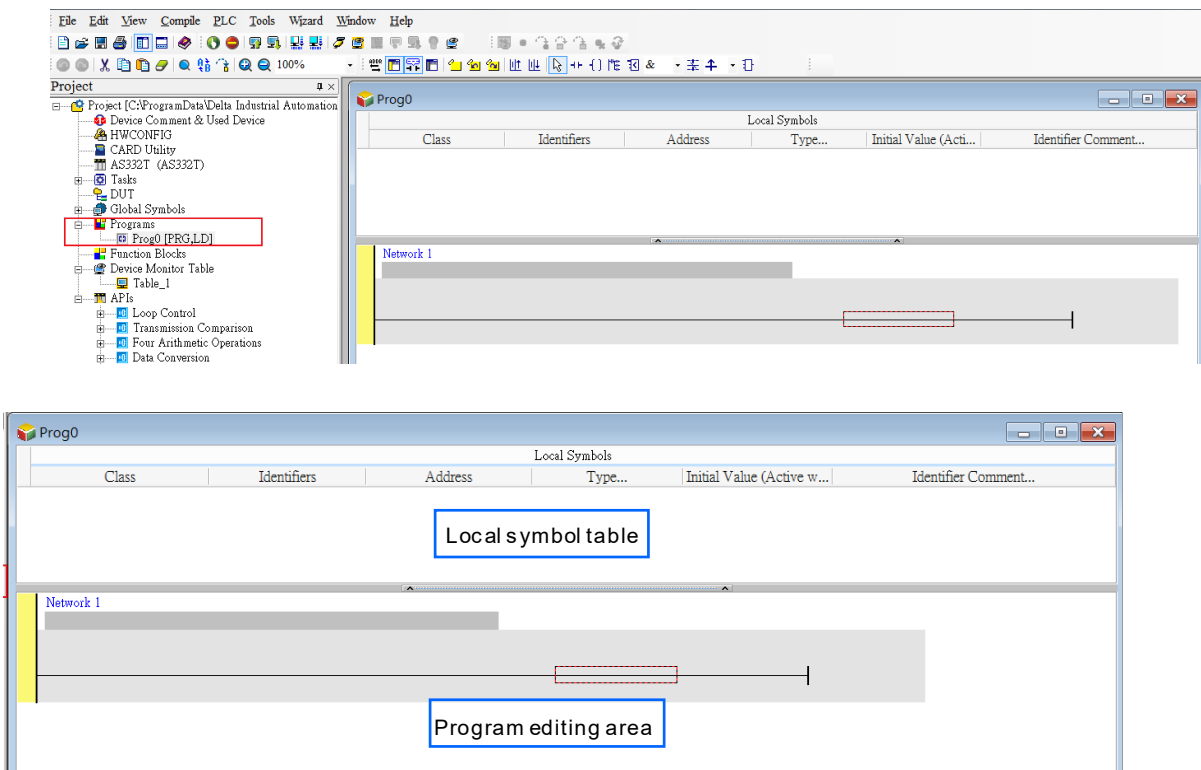 File Edit View Compile PLC Tools Wizard Window Help
100%
Project
Project [C:\ProgramData\Delta Industrial Automation
Device Comment & Used Device
HWCONFIG
CARD Utility
AS332T (AS332T)
Tasks
DUT
Global Symbols
Programs
Prog0 [PRG,LD]
Function Blocks
Device Monitor Table
Table_1
APIs
Loop Control
Transmission Comparison
Four Arithmetic Operations
Data Conversion
Prog0
Local Symbols
Class Identifiers Address Type... Initial Value (Acti... Identifier Comment...
Network 1
Prog0
Local Symbols
Class Identifiers Address Type... Initial Value (Active w... Identifier Comment...
Local symbol table
Network 1
Program editing area